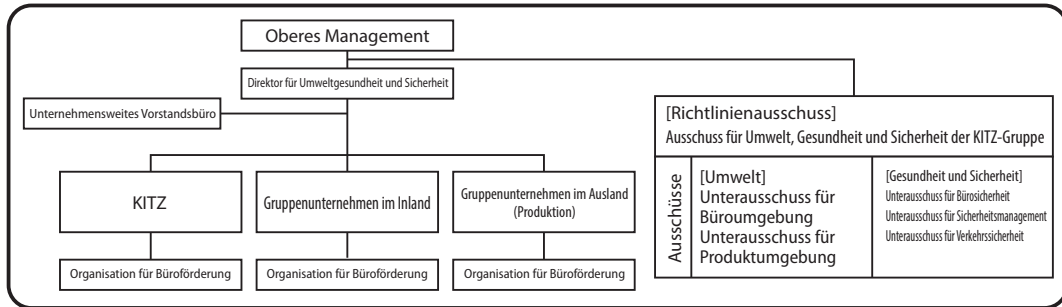 Oberes Management
Direktor für Umweltgesundheit und Sicherheit
Unternehmensweites Vorstandsbüro
KITZ
Gruppenunternehmen im Inland
Gruppenunternehmen im Ausland
(Produktion)
Organisation für Büroförderung
Organisation für Büroförderung
Organisation für Büroförderung
[Richtlinienausschuss]
Ausschuss für Umwelt, Gesundheit und Sicherheit der KITZ-Gruppe
Ausschüsse
[Umwelt]
Unterausschuss für
Büroumgebung
Unterausschuss für
Produktumgebung
[Gesundheit und Sicherheit]
Unterausschuss für Bürosicherheit
Unterausschuss für Sicherheitsmanagement
Unterausschuss für Verkehrssicherheit